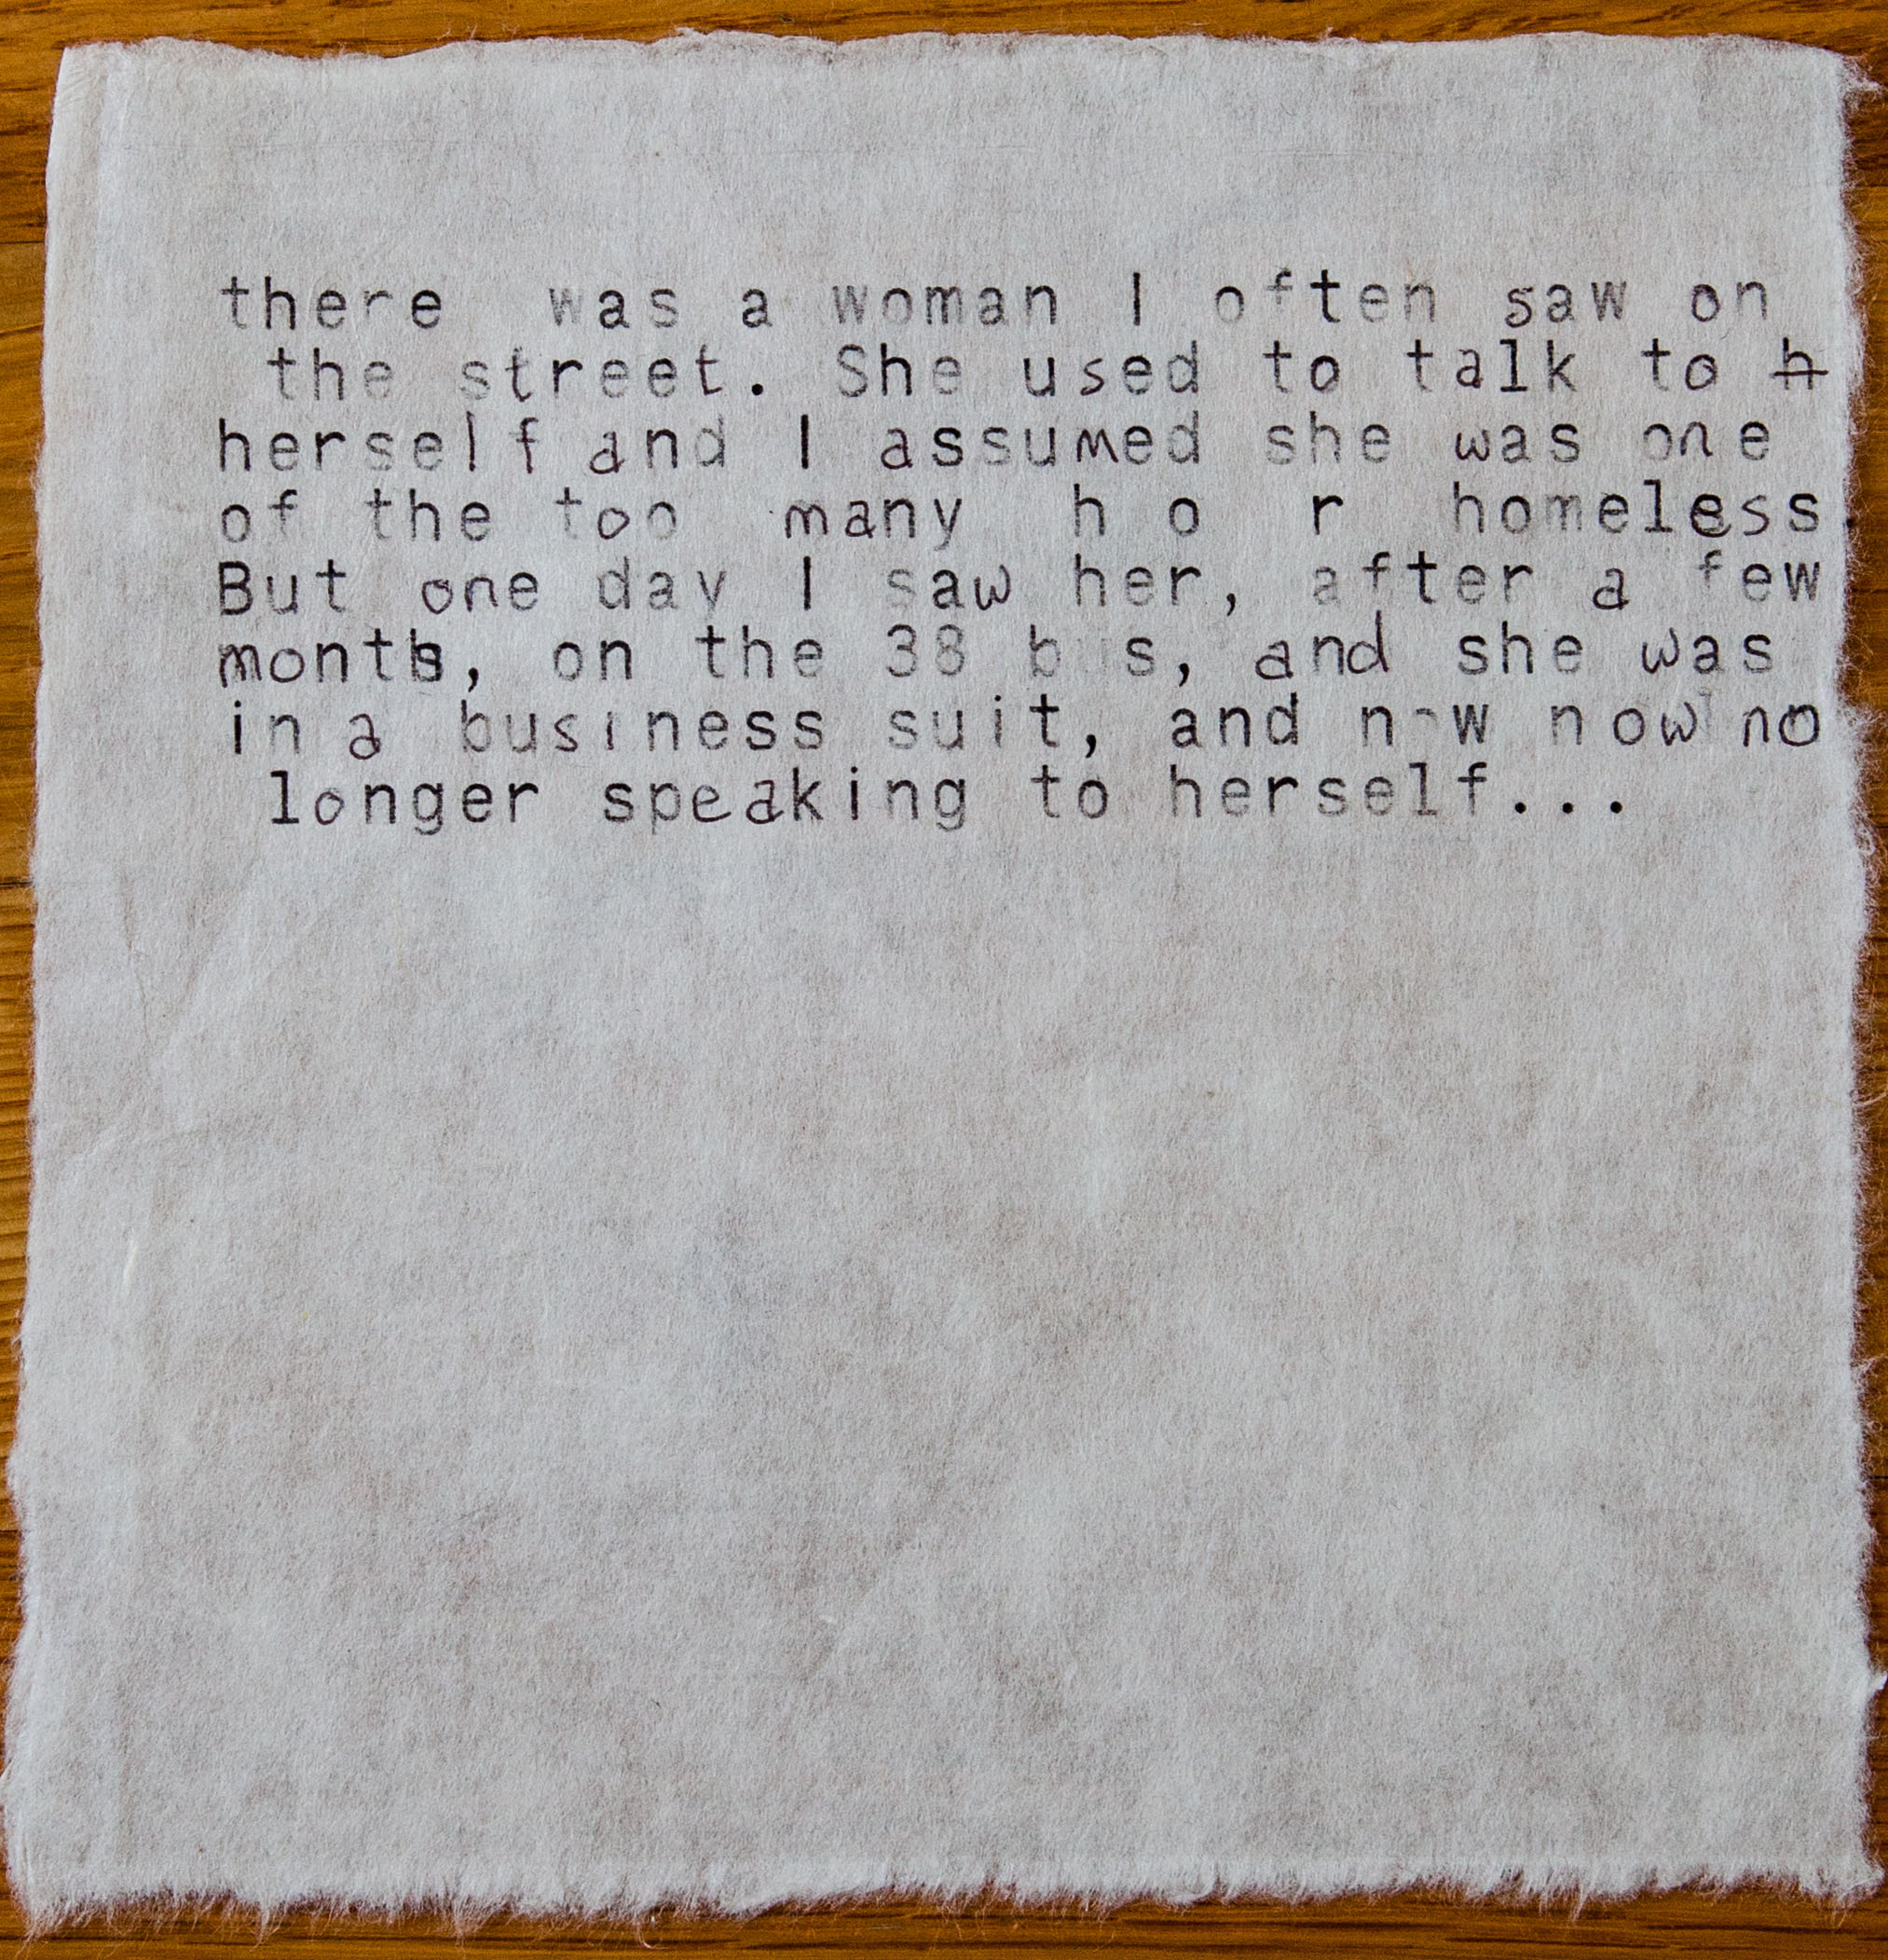 there was a woman I often saw on
the street. She used to talk to h
herself and I assumed she was one
of the too many h o r homeless.
But one day I saw her, after a few
months, on the 38 bus, and she was
in a business suit, and now now no
longer speaking to herself...